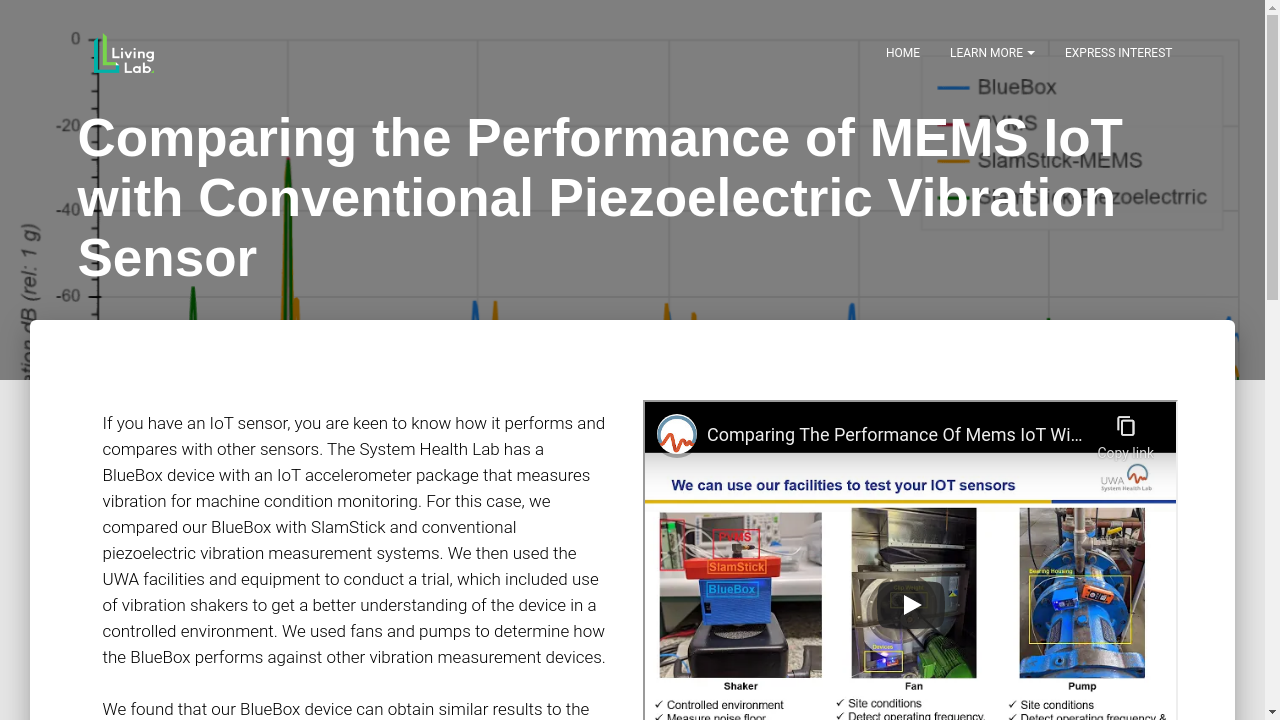 Living
Lab
HOME
LEARN MORE
EXPRESS INTEREST
0
-20
-40
-60
BlueBox
PVMS
SlamStick-MEMS
SlamStick-Piezoelectrric
(rel: 1 g)
Comparing the Performance of MEMS IoT
with Conventional Piezoelectric Vibration
Sensor
If you have an IoT sensor, you are keen to know how it performs and
compares with other sensors. The System Health Lab has a
BlueBox device with an IoT accelerometer package that measures
vibration for machine condition monitoring. For this case, we
compared our BlueBox with SlamStick and conventional
piezoelectric vibration measurement systems. We then used the
UWA facilities and equipment to conduct a trial, which included use
of vibration shakers to get a better understanding of the device in a
controlled environment. We used fans and pumps to determine how
the BlueBox performs against other vibration measurement devices.
We found that our BlueBox device can obtain similar results to the
Comparing The Performance Of Mems IoT Wi...
Copy link
We can use our facilities to test your IOT sensors
UWA
System Health Lab
PVMS
SlamStick
BlueBox
Devices
Bearing Housing
Shaker
Fan
Pump
✓ Controlled environment
✓ Measure noise floor
✓ Site conditions
✓ Detect operating frequency,
✓ Site conditions
✓ Detect operating frequency &